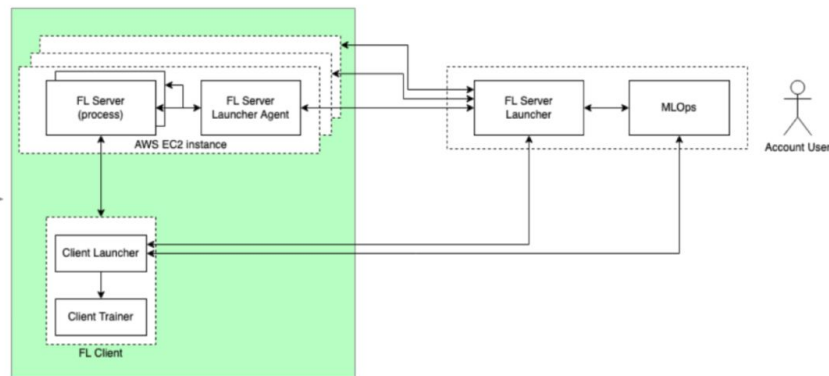 FL Server
(process)
FL Server
Launcher Agent
AWS EC2 instance
FL Server
Launcher
MLOps
Account User
Client Launcher
Client Trainer
FL Client